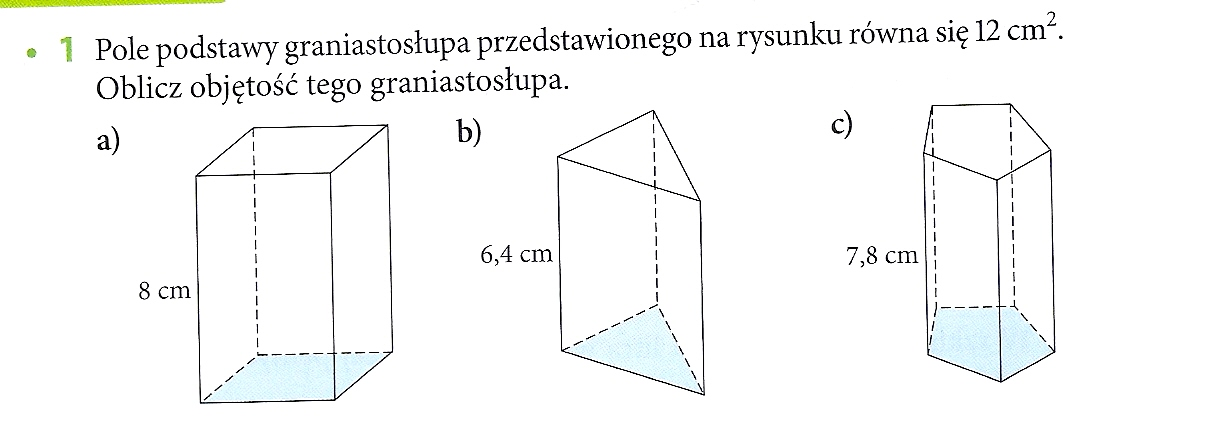 • 1 Pole podstawy graniastosłupa przedstawionego na rysunku równa się 12 cm².
Oblicz objętość tego graniastosłupa.
a) b) c)
6,4 cm 7,8 cm
8 cm